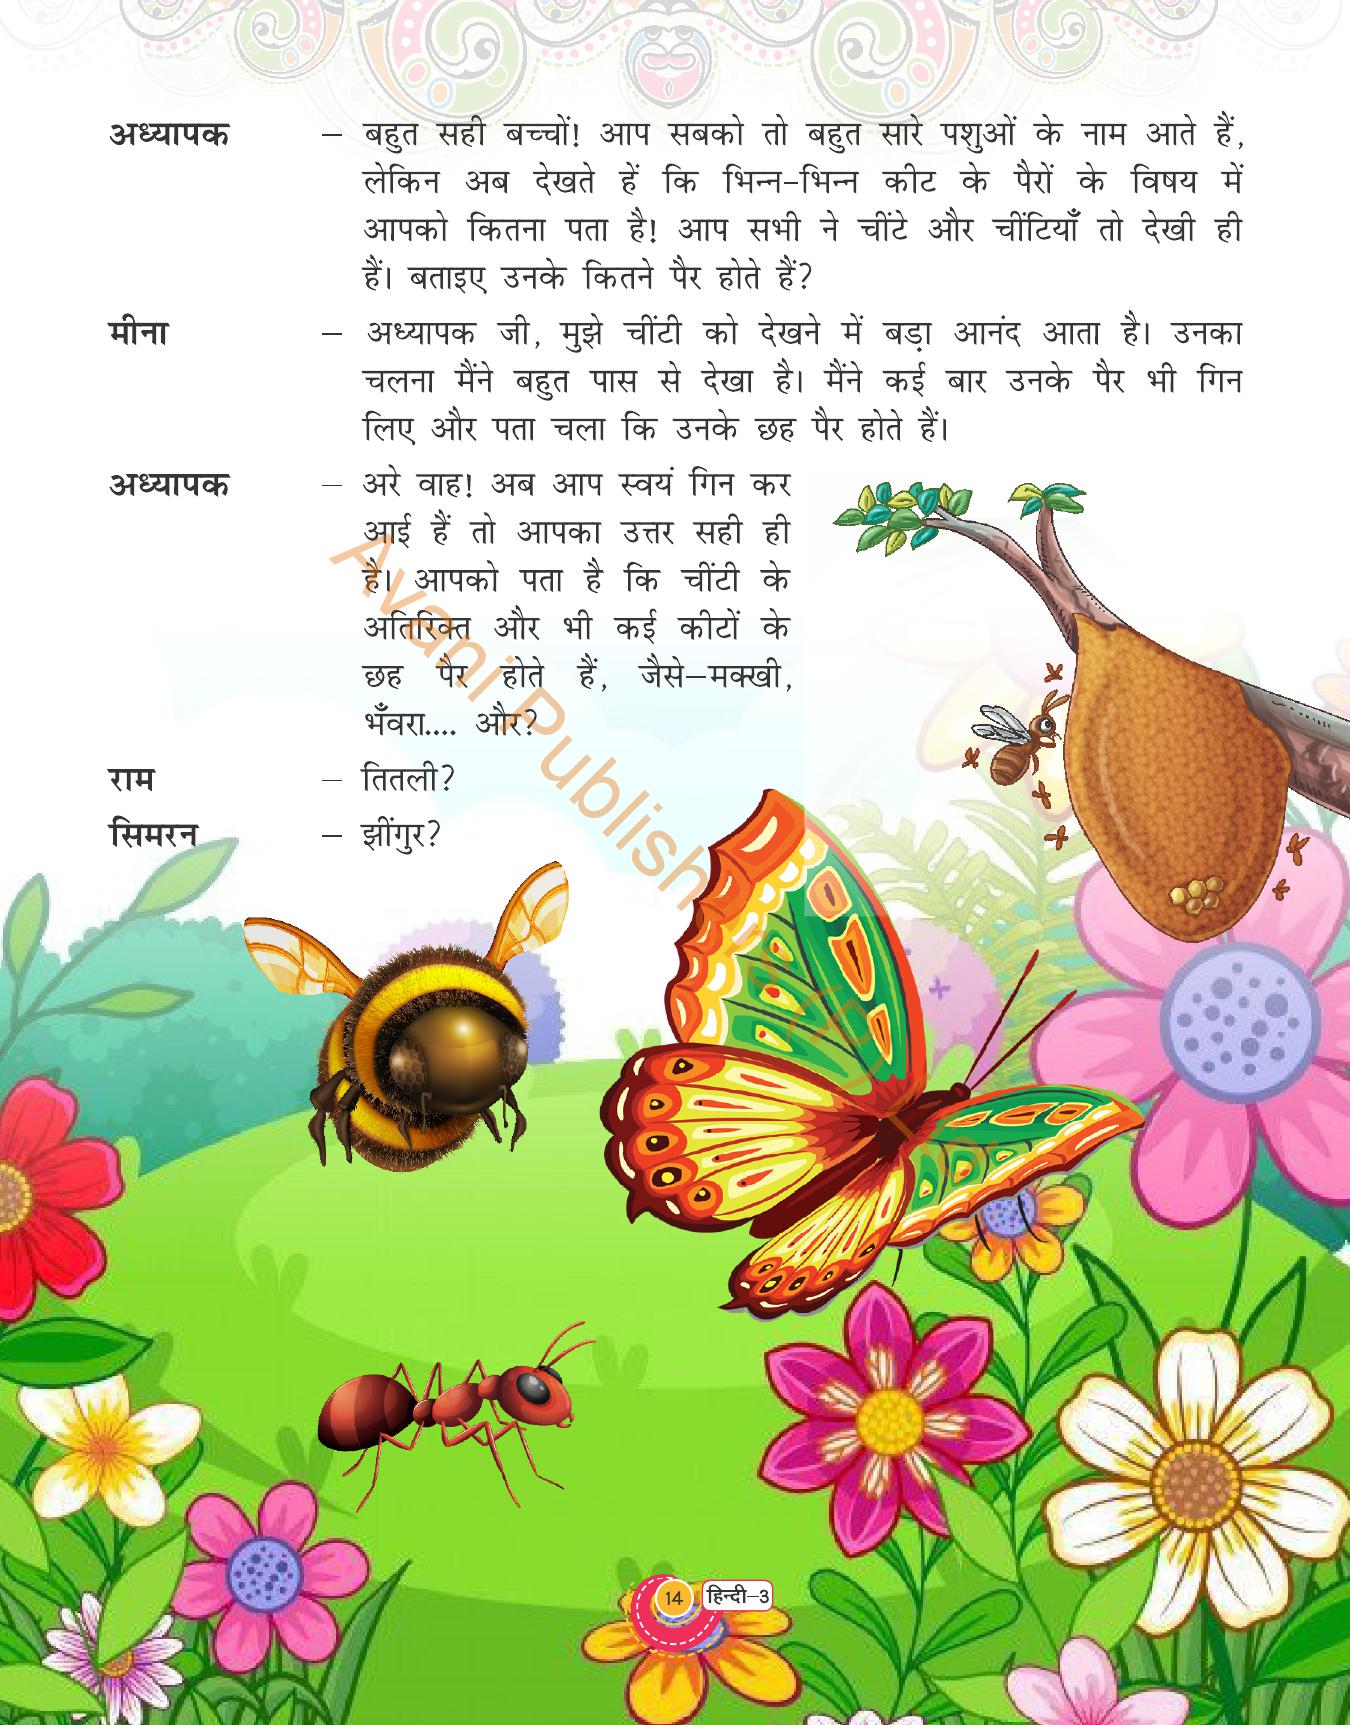 अध्यापक – बहुत सही बच्चों! आप सबको तो बहुत सारे पशुओं के नाम आते हैं,
लेकिन अब देखते हें कि भिन्न-भिन्न कीट के पैरों के विषय में
आपको कितना पता है! आप सभी ने चींटे और चींटियाँ तो देखी ही
हैं। बताइए उनके कितने पैर होते हैं?
मीना – अध्यापक जी, मुझे चींटी को देखने में बड़ा आनंद आता है। उनका
चलना मैंने बहुत पास से देखा है। मैंने कई बार उनके पैर भी गिन
लिए और पता चला कि उनके छह पैर होते हैं।
अध्यापक – अरे वाह! अब आप स्वयं गिन कर
आई हैं तो आपका उत्तर सही ही
है। आपको पता है कि चींटी के
अतिरिक्त और भी कई कीटों के
छह पैर होते हैं, जैसे–मक्खी,
भँवरा.... और?
राम – तितली?
सिमरन – झींगुर?
Avani Publish
14 हिन्दी–3